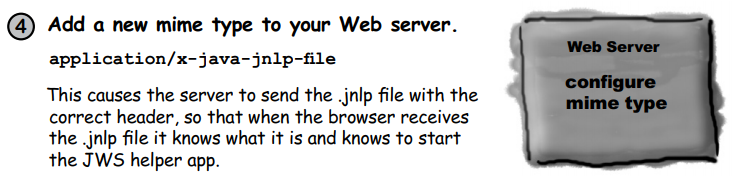 4 Add a new mime type to your Web server.
application/x-java-jnlp-file
This causes the server to send the .jnlp file with the
correct header, so that when the browser receives
the .jnlp file it knows what it is and knows to start
the JWS helper app.
Web Server
configure
mime type